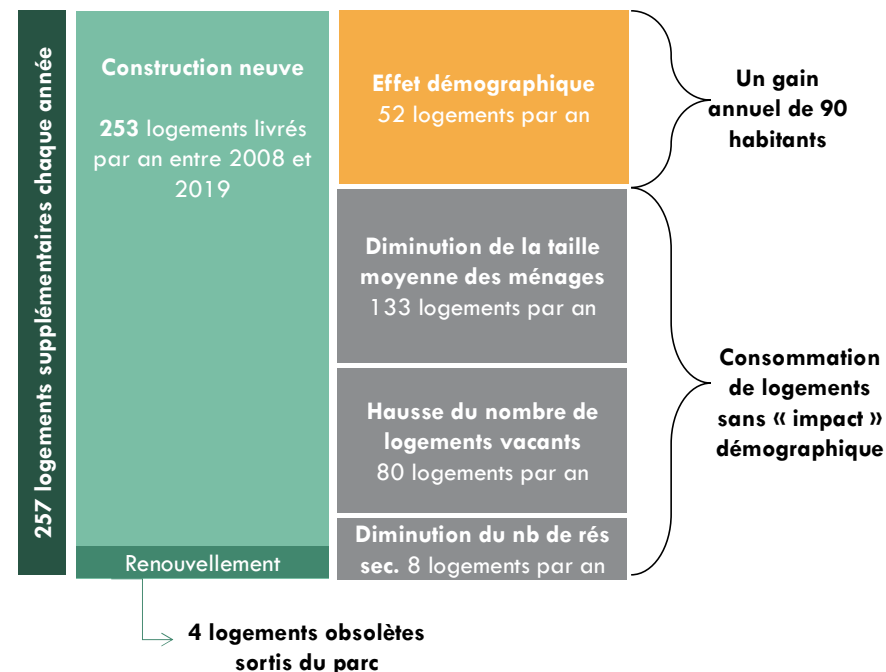 257 logements supplémentaires chaque année
Construction neuve
253 logements livrés
par an entre 2008 et
2019
Renouvellement
4 logements obsolètes
sortis du parc
Effet démographique
52 logements par an
Diminution de la taille
moyenne des ménages
133 logements par an
Hausse du nombre de
logements vacants
80 logements par an
Diminution du nb de rés
sec. 8 logements par an
Un gain
annuel de 90
habitants
Consommation
de logements
sans « impact »
démographique